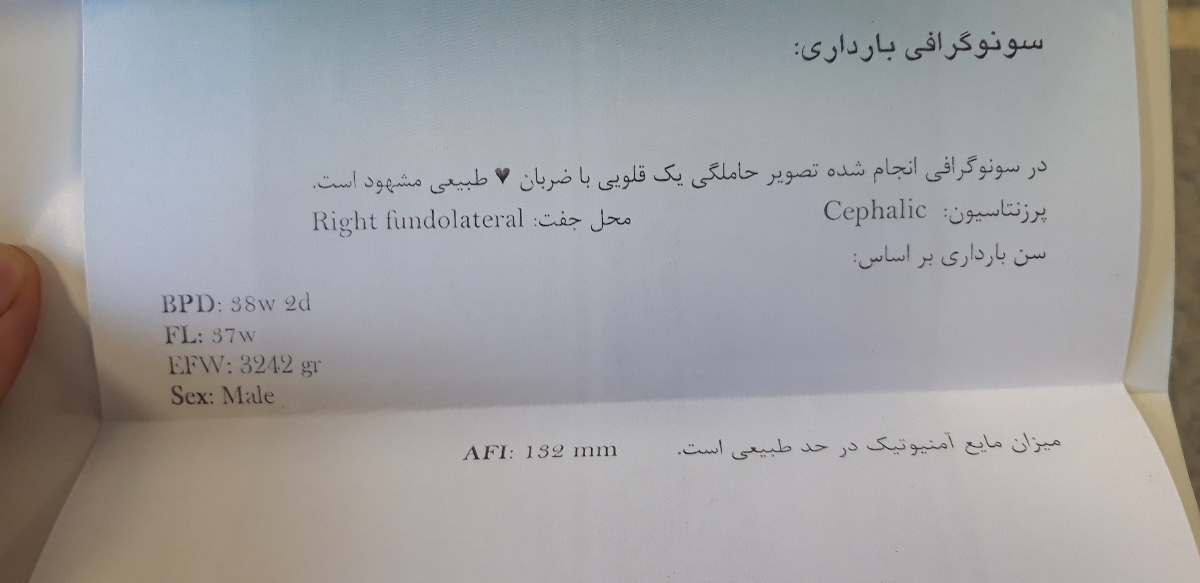 سونوگرافی بارداری:
در سونوگرافی انجام شده تصویر حاملگی یک قلویی با ضربان ♥ طبیعی مشهود است.
پرزنتاسیون: Cephalic محل جفت: Right fundolateral
سن بارداری بر اساس:
BPD: 38w 2d
FL: 37w
EFW: 3242 gr
Sex: Male
میزان مایع آمنیوتیک در حد طبیعی است. AFI: 132 mm